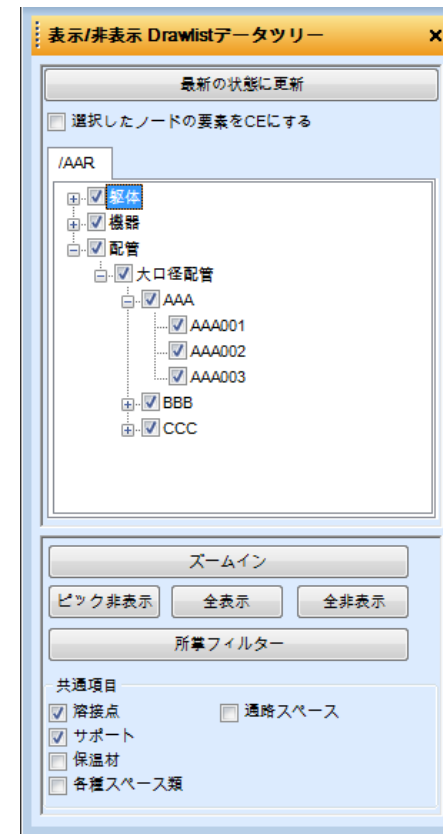 表示/非表示 Drawlistデータツリー
最新の状態に更新
選択したノードの要素をCEにする
/AAR
躯体
機器
配管
大口径配管
AAA
AAA001
AAA002
AAA003
BBB
CCC
ズームイン
ピック非表示 全表示 全非表示
所掌フィルター
共通項目
溶接点 通路スペース
サポート
保温材
各種スペース類